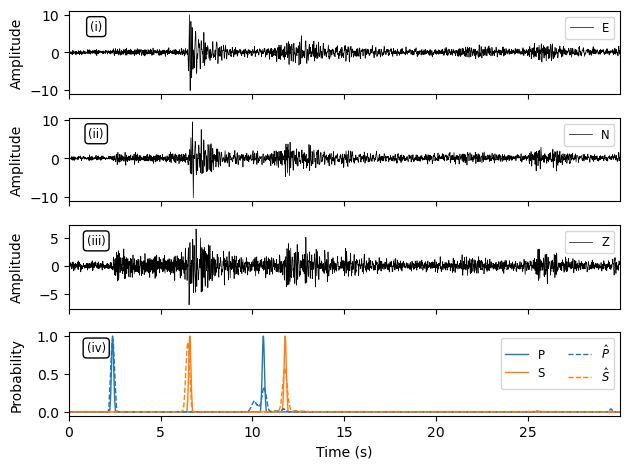 10
0
−10
Amplitude
(i)
E
10
0
−10
Amplitude
(ii)
N
5
0
−5
Amplitude
(iii)
Z
1.0
0.5
0.0
Probability
(iv)
P P̂
S Ŝ
0 5 10 15 20 25
Time (s)